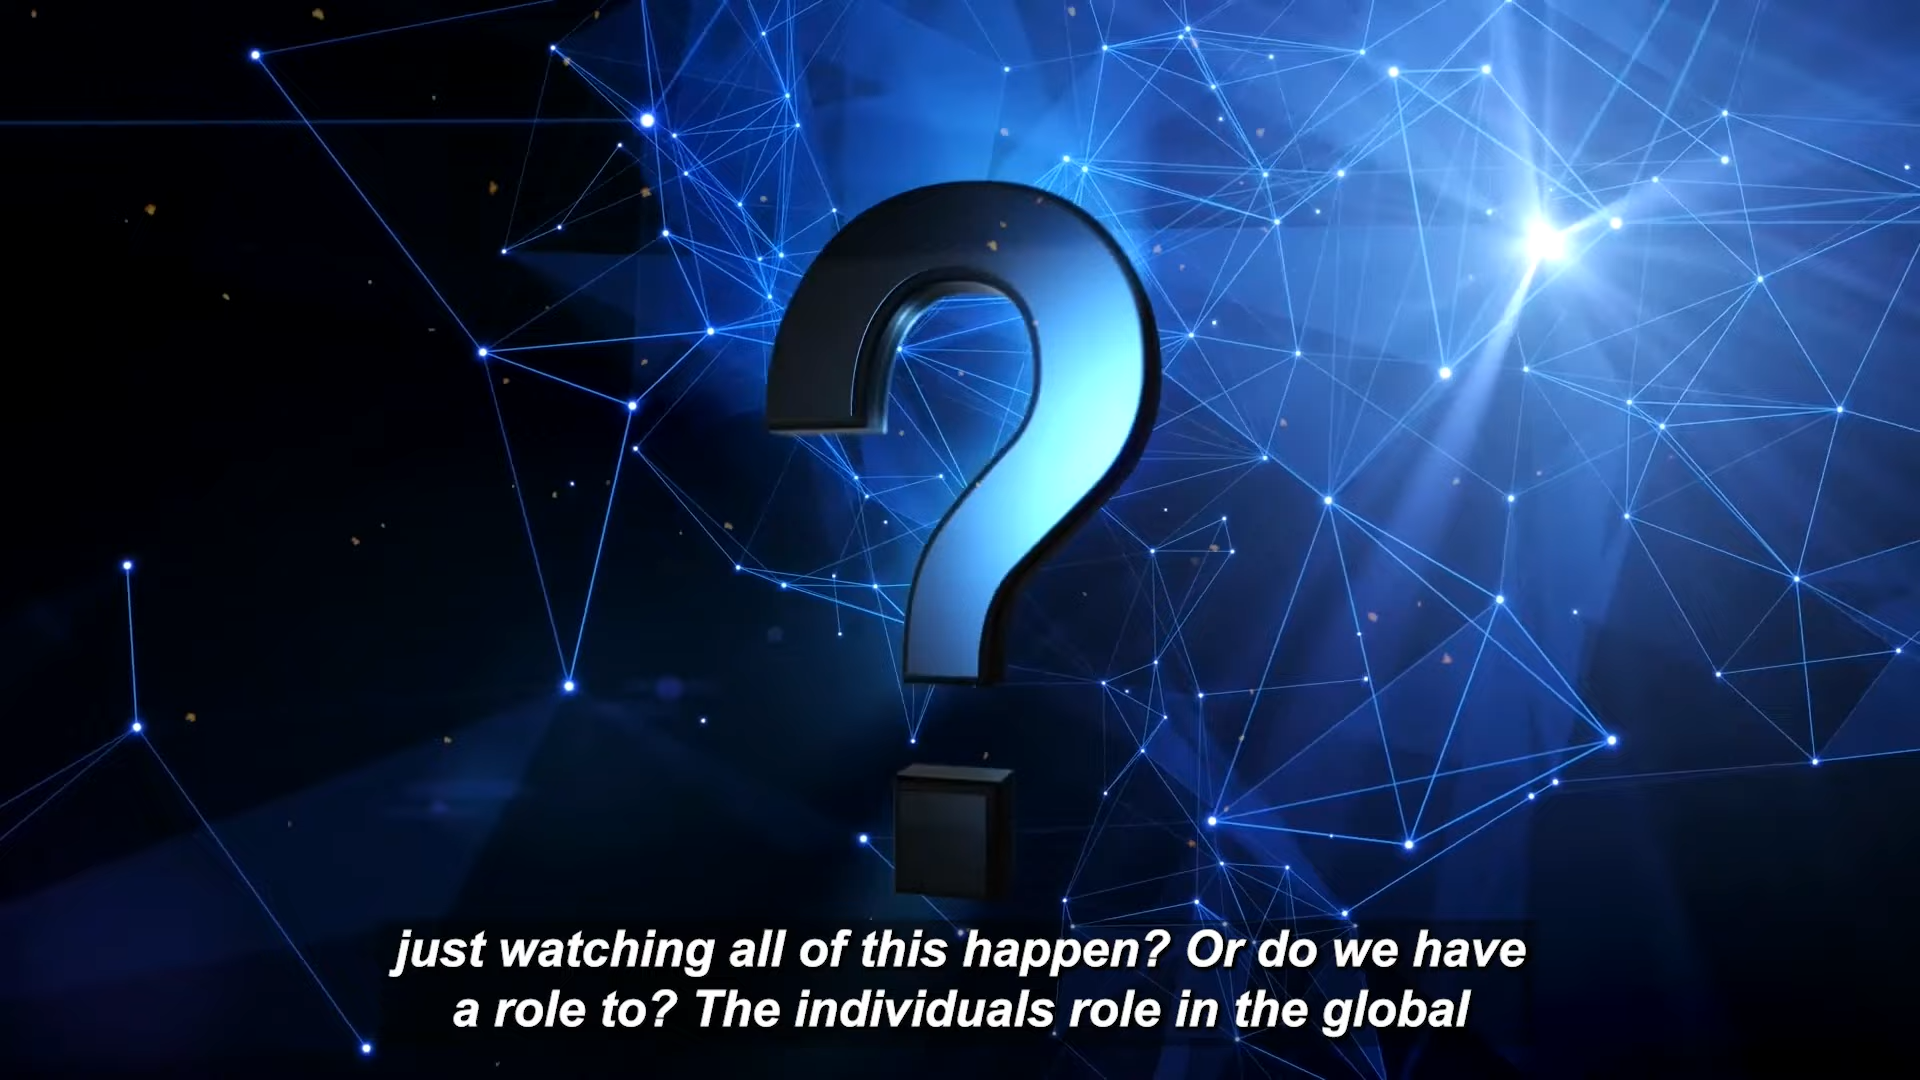 just watching all of this happen? Or do we have
a role to? The individuals role in the global